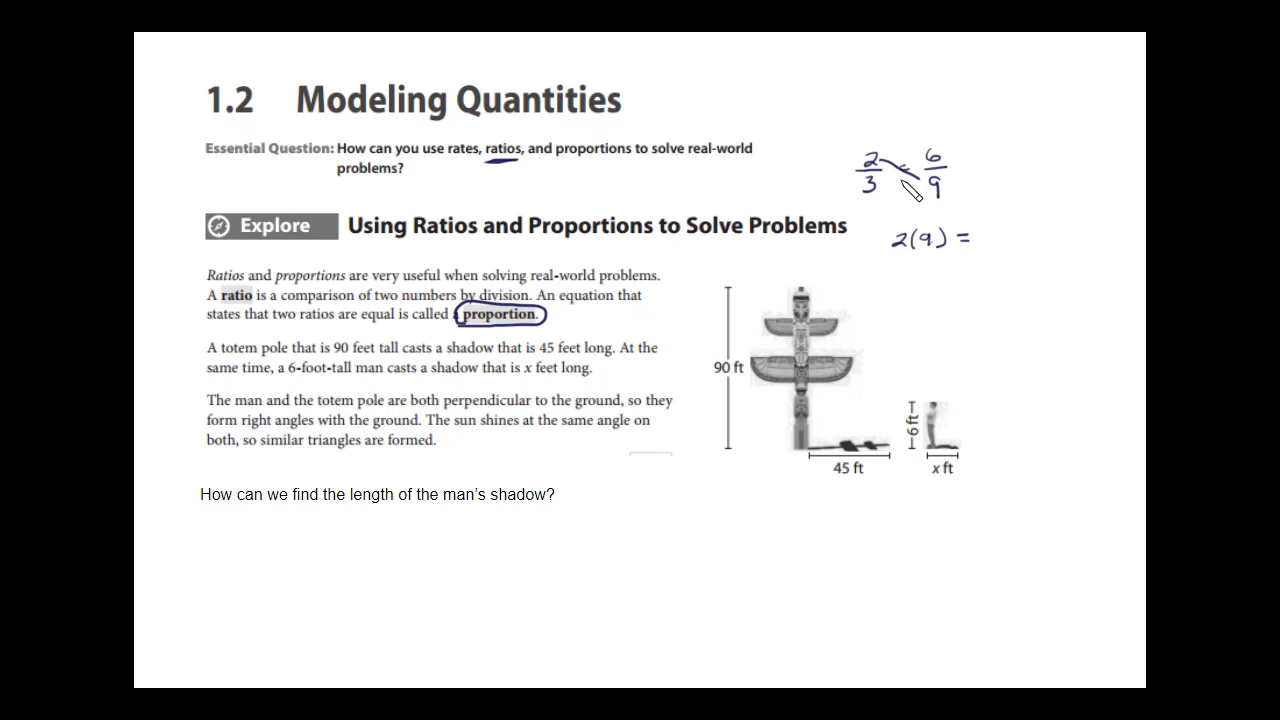 1.2 Modeling Quantities
Essential Question: How can you use rates, ratios, and proportions to solve real-world
problems?
2/3 = 6/9
2(9) =
Explore Using Ratios and Proportions to Solve Problems
Ratios and proportions are very useful when solving real-world problems.
A ratio is a comparison of two numbers by division. An equation that
states that two ratios are equal is called a proportion.
A totem pole that is 90 feet tall casts a shadow that is 45 feet long. At the
same time, a 6-foot-tall man casts a shadow that is x feet long.
The man and the totem pole are both perpendicular to the ground, so they
form right angles with the ground. The sun shines at the same angle on
both, so similar triangles are formed.
90 ft
6 ft
45 ft
x ft
How can we find the length of the man's shadow?